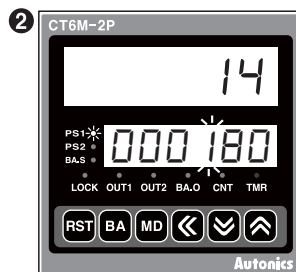 2
CT6M-2P
14
PS1
PS2
BA.S
000180
LOCK OUT1 OUT2 BA.O CNT TMR
RST BA MD
Autonics